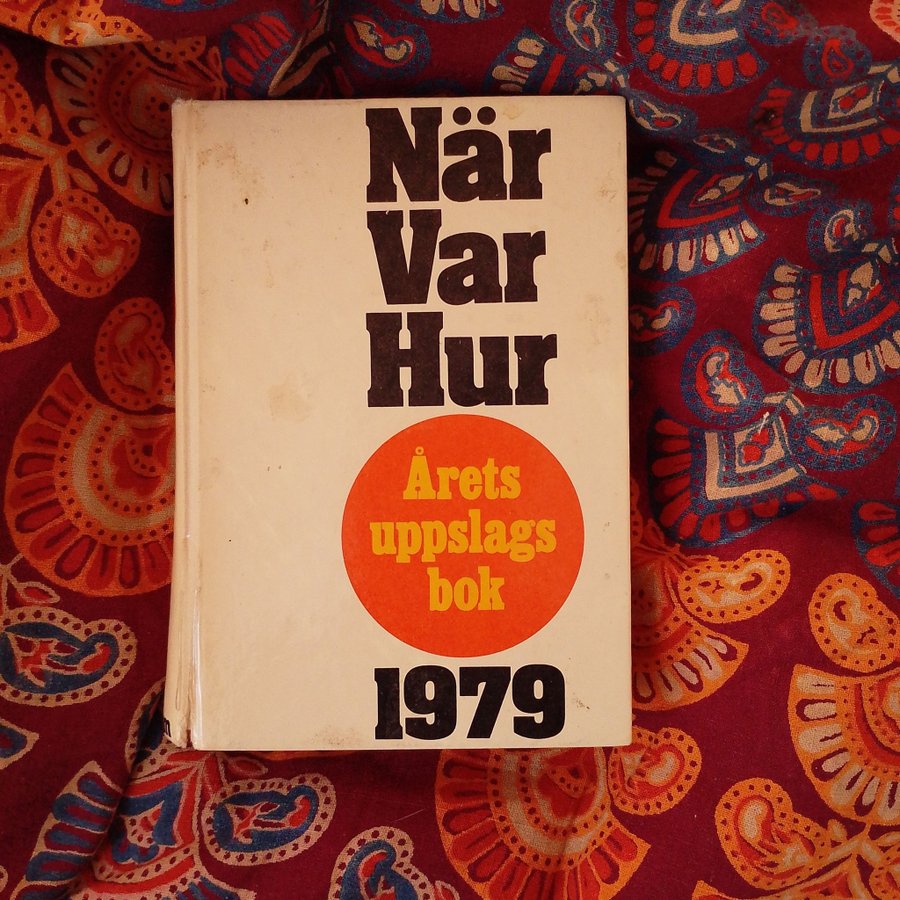 När
Var
Hur
Årets
uppslags
bok
1979